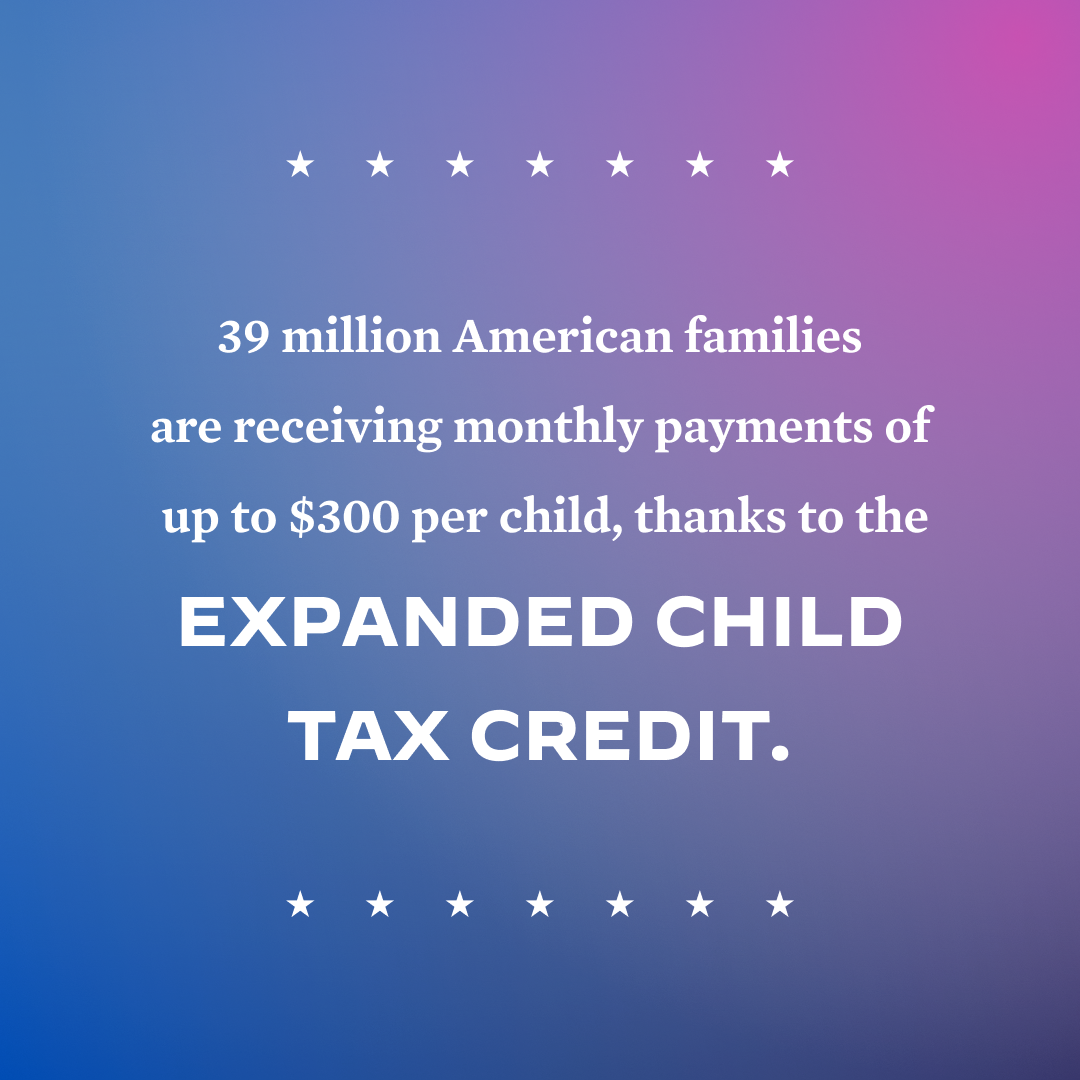 39 million American families
are receiving monthly payments of
up to $300 per child, thanks to the
EXPANDED CHILD
TAX CREDIT.